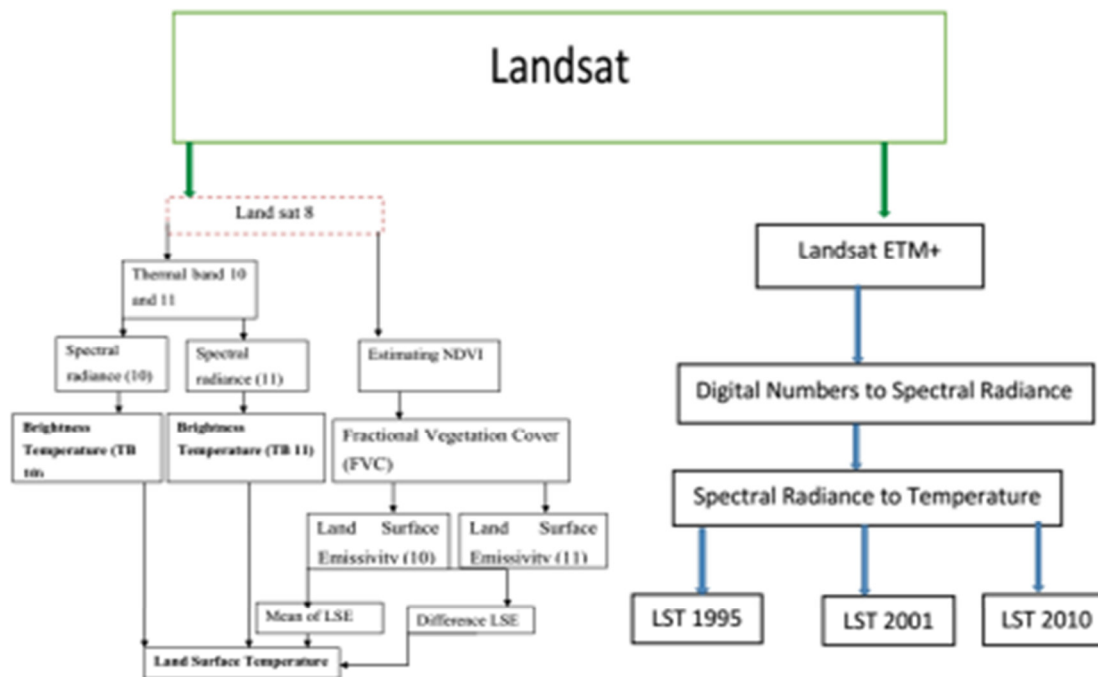 Landsat
Land sat 8
Thermal band 10
and 11
Spectral
radiance (10)
Spectral
radiance (11)
Estimating NDVI
Brightness
Temperature (TB
10)
Brightness
Temperature (TB 11)
Fractional Vegetation Cover
(FVC)
Land Surface
Emissivity (10)
Land Surface
Emissivity (11)
Mean of LSE
Difference LSE
Land Surface Temperature
Landsat ETM+
Digital Numbers to Spectral Radiance
Spectral Radiance to Temperature
LST 1995
LST 2001
LST 2010